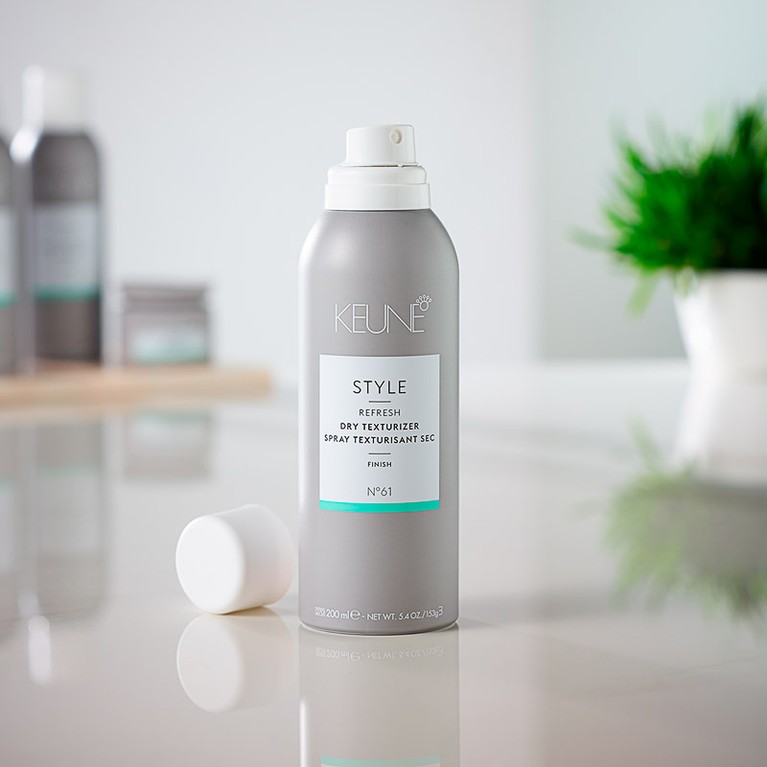 KEUNE
STYLE
REFRESH
DRY TEXTURIZER
SPRAY TEXTURISANT SEC
FINISH
N°61
200 ml ℮ - NET WT. 5.4 OZ./153g